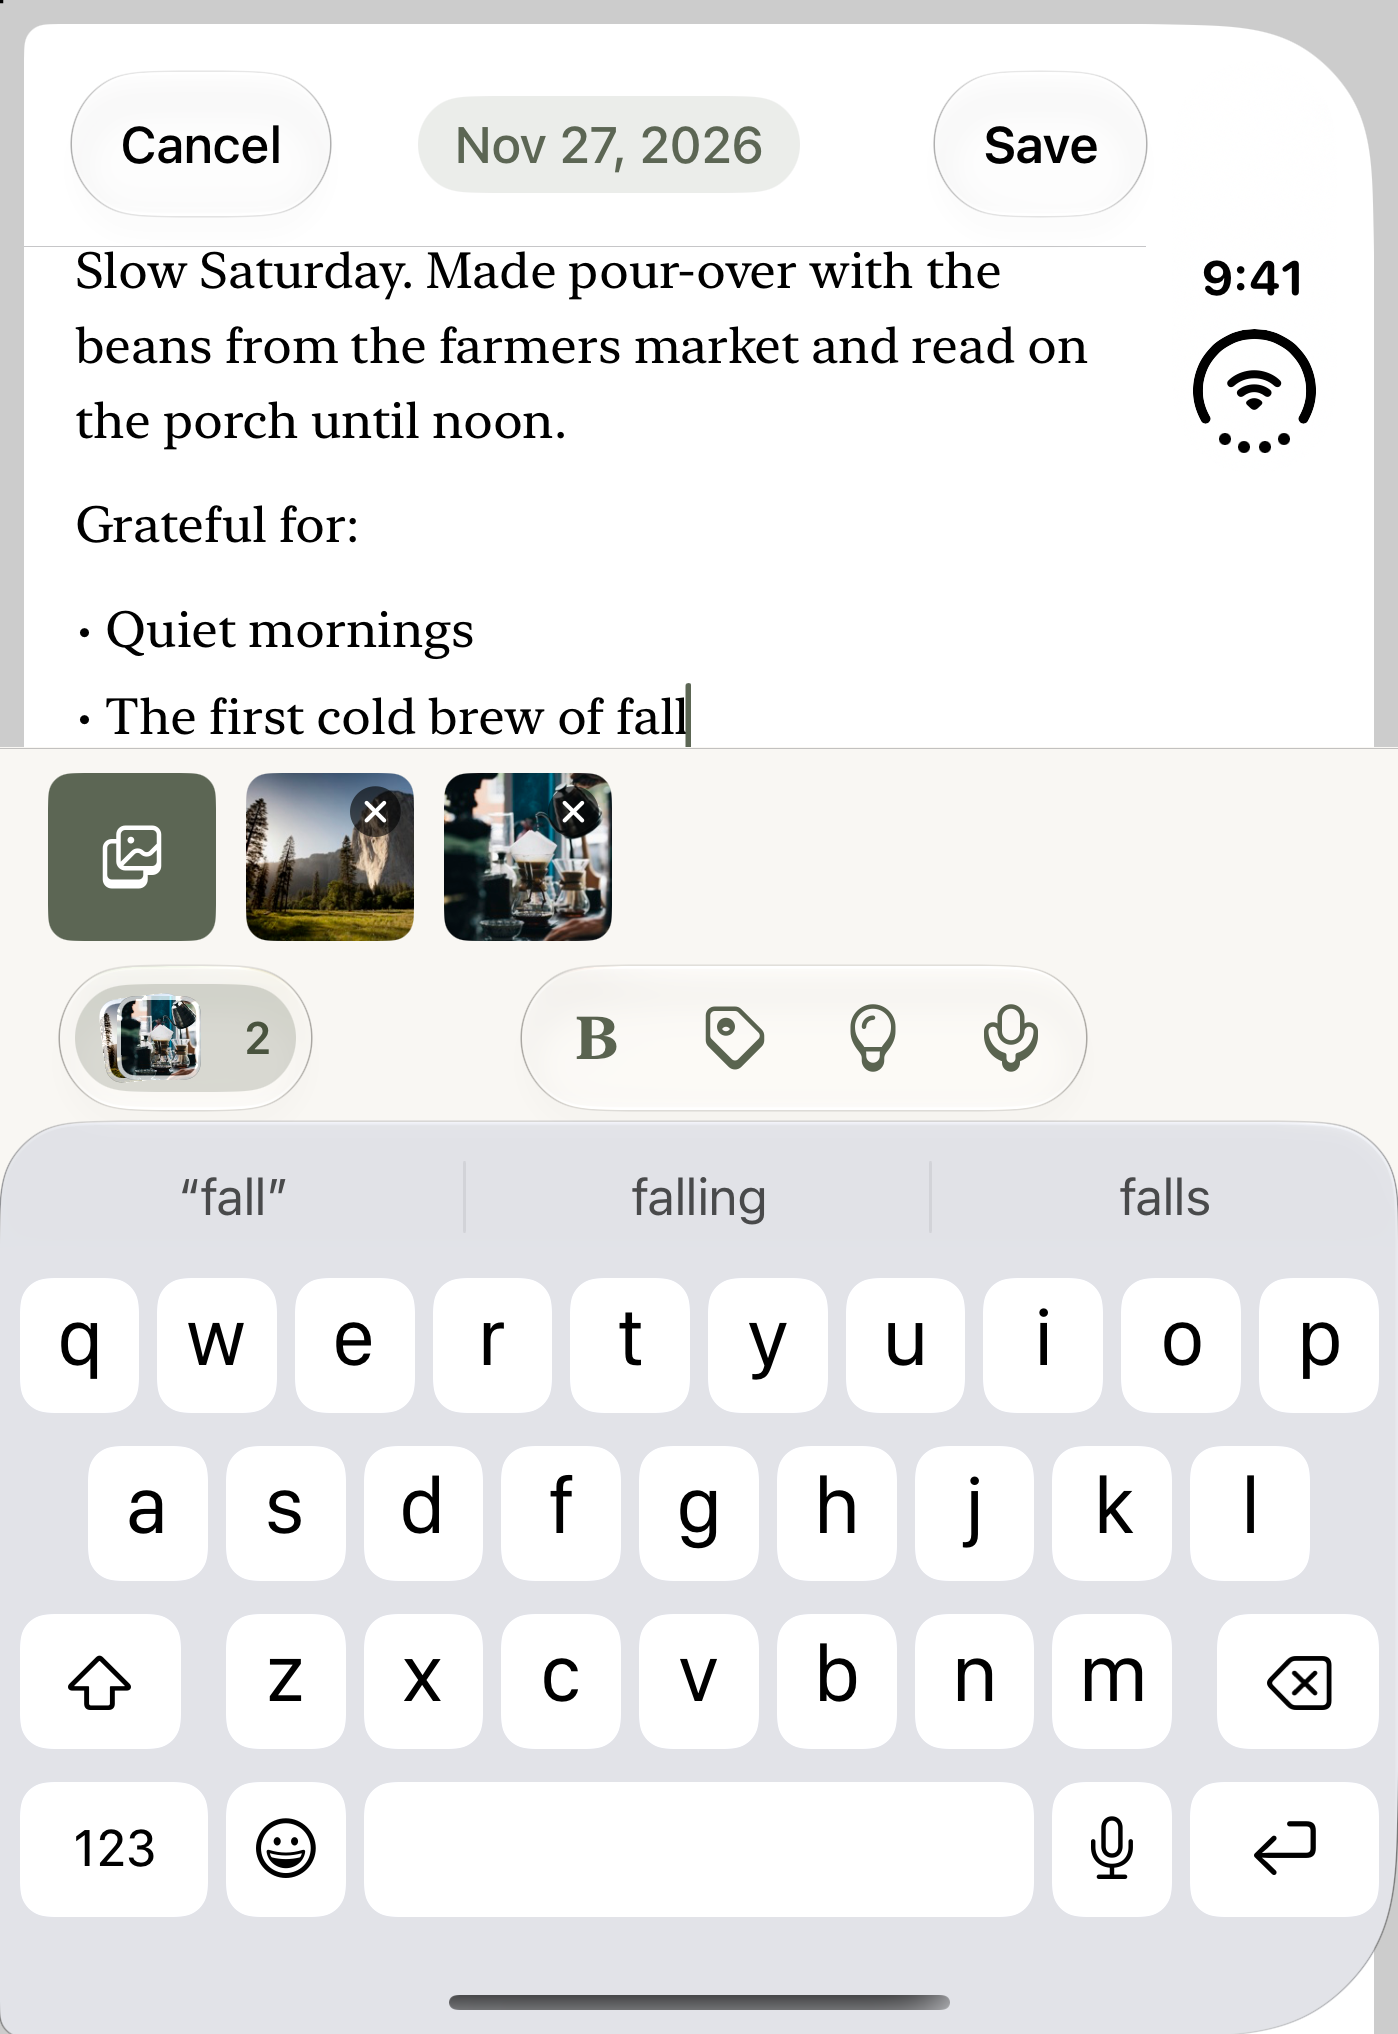 Cancel
Nov 27, 2026
Save
Slow Saturday. Made pour-over with the
beans from the farmers market and read on
the porch until noon.
9:41
Grateful for:
• Quiet mornings
• The first cold brew of fall
2
B
“fall”
falling
falls
q w e r t y u i o p
a s d f g h j k l
z x c v b n m
123